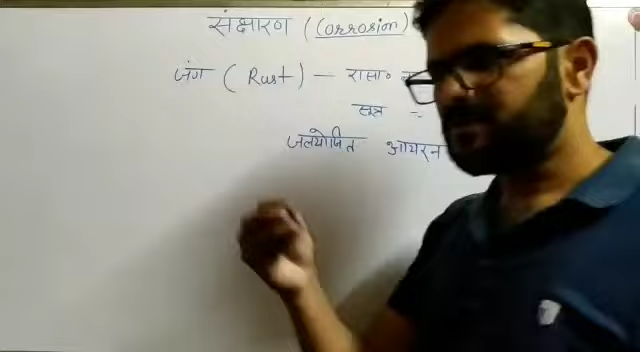 संक्षारण (Corrosion)
जंग (Rust) — रासा०
सूत्र =
जलयोजित आयरन